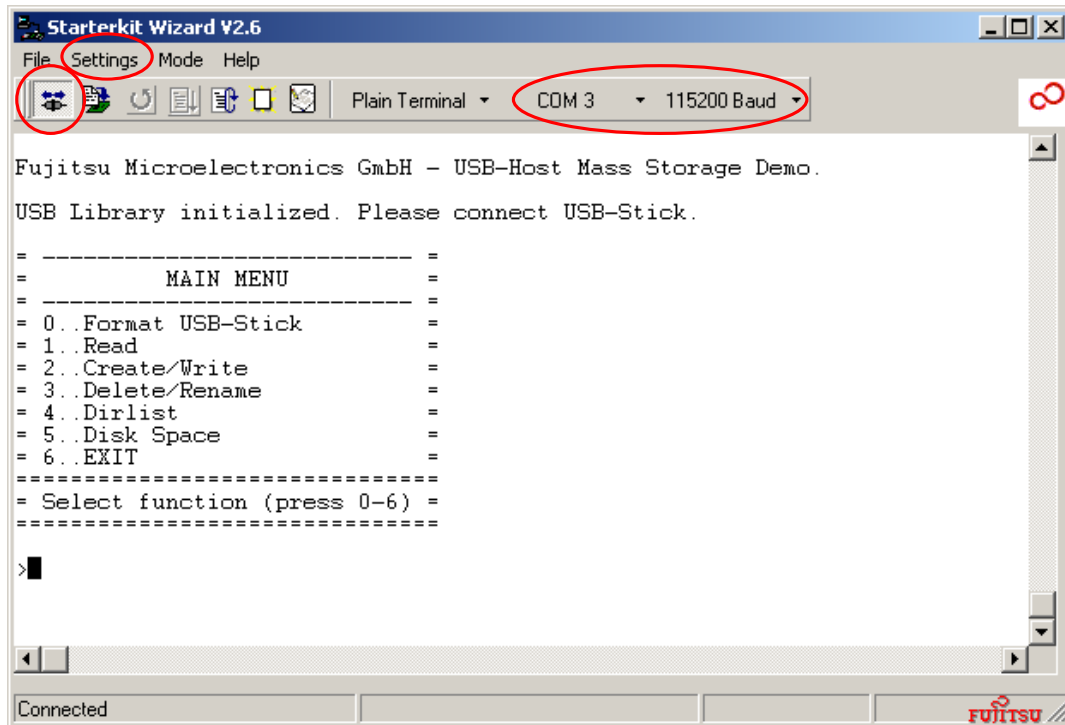 Starterkit Wizard V2.6
File Settings Mode Help
Plain Terminal COM 3 115200 Baud
Fujitsu Microelectronics GmbH – USB-Host Mass Storage Demo.
USB Library initialized. Please connect USB-Stick.
= --------------------------- =
= MAIN MENU =
= --------------------------- =
= 0..Format USB-Stick =
= 1..Read =
= 2..Create/Write =
= 3..Delete/Rename =
= 4..Dirlist =
= 5..Disk Space =
= 6..EXIT =
===============================
= Select function (press 0-6) =
===============================
>
Connected
FUJITSU